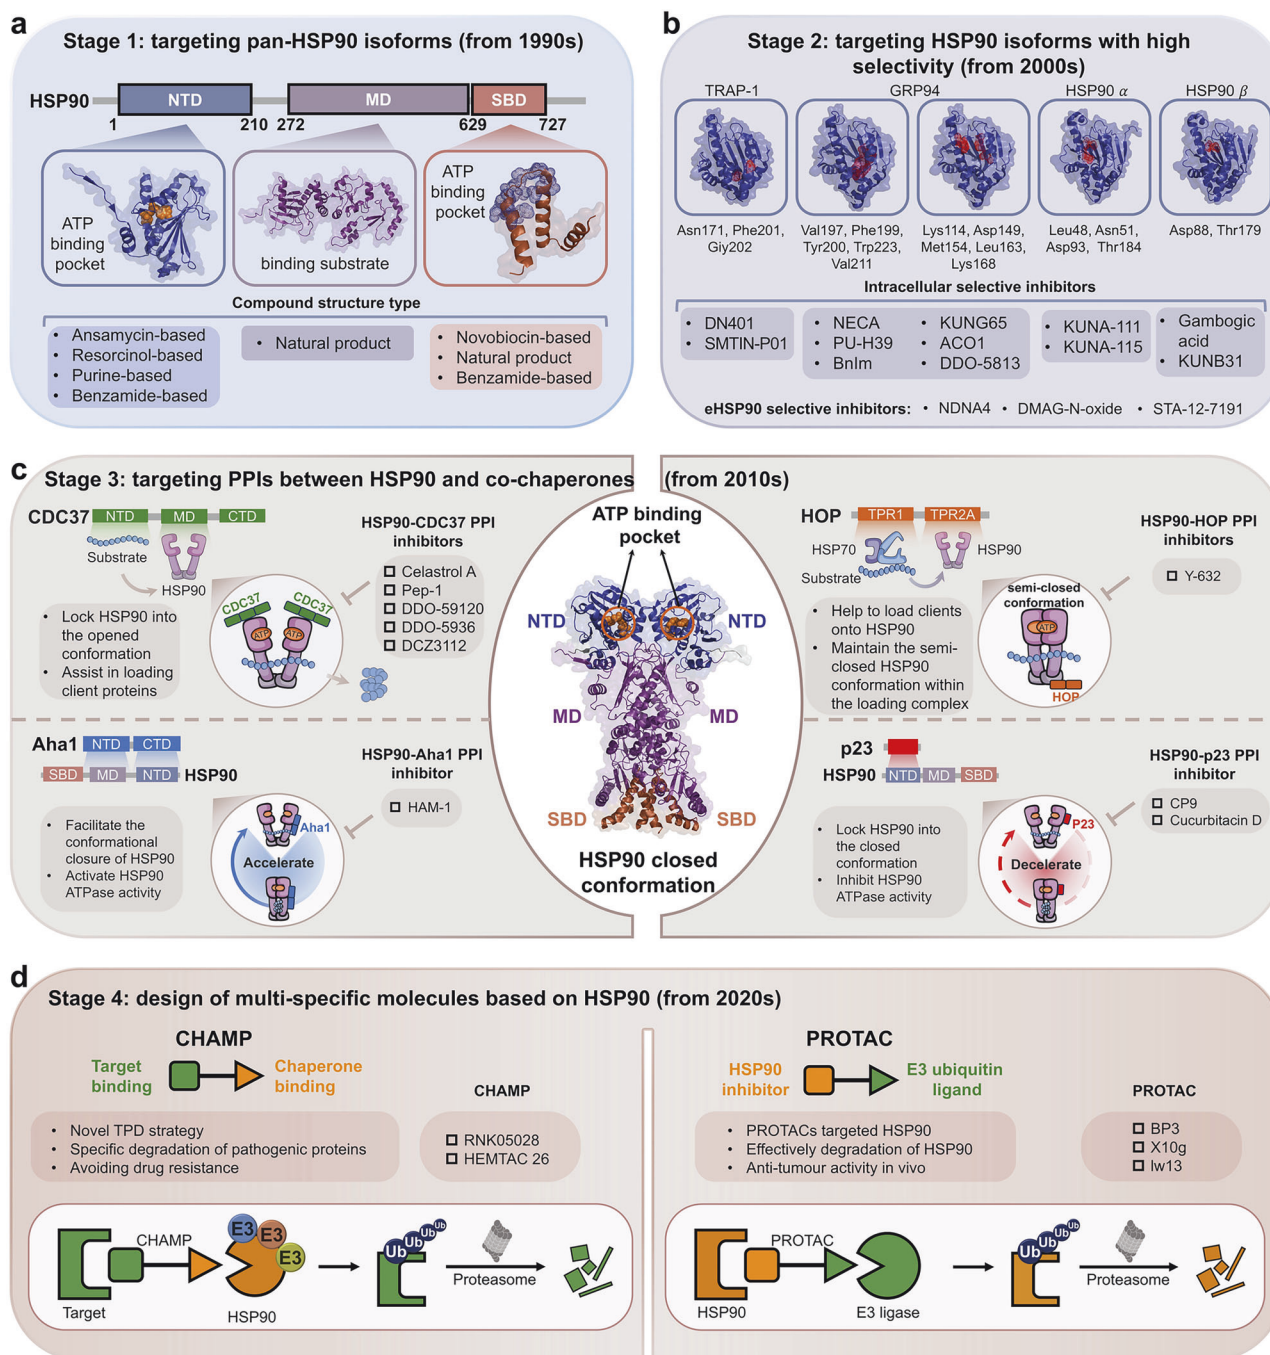 a
Stage 1: targeting pan-HSP90 isoforms (from 1990s)
HSP90
NTD
MD
SBD
1
210
272
629
727
ATP
binding
pocket
binding substrate
ATP
binding
pocket
Compound structure type
• Ansamycin-based
• Resorcinol-based
• Purine-based
• Benzamide-based
• Natural product
• Novobiocin-based
• Natural product
• Benzamide-based
b
Stage 2: targeting HSP90 isoforms with high
selectivity (from 2000s)
TRAP-1
GRP94
HSP90 α
HSP90 β
Asn171, Phe201,
Giy202
Val197, Phe199,
Tyr200, Trp223,
Val211
Lys114, Asp149,
Met154, Leu163,
Lys168
Leu48, Asn51,
Asp93, Thr184
Asp88, Thr179
Intracellular selective inhibitors
• DN401
• SMTIN-P01
• NECA
• PU-H39
• BnIm
• KUNG65
• ACO1
• DDO-5813
• KUNA-111
• KUNA-115
• Gambogic
acid
• KUNB31
eHSP90 selective inhibitors: • NDNA4 • DMAG-N-oxide • STA-12-7191
c
Stage 3: targeting PPIs between HSP90 and co-chaperones (from 2010s)
CDC37
NTD
MD
CTD
Substrate
HSP90
• Lock HSP90 into
the opened
conformation
• Assist in loading
client proteins
CDC37
CDC37
ATP
ATP
HSP90-CDC37 PPI
inhibitors
Celastrol A
Pep-1
DDO-59120
DDO-5936
DCZ3112
Aha1
NTD
CTD
SBD
MD
NTD
HSP90
• Facilitate the
conformational
closure of HSP90
• Activate HSP90
ATPase activity
Aha1
Accelerate
HSP90-Aha1 PPI
inhibitor
HAM-1
ATP binding
pocket
NTD
NTD
MD
MD
SBD
SBD
HSP90 closed
conformation
HOP
TPR1
TPR2A
HSP70
HSP90
Substrate
• Help to load clients
onto HSP90
• Maintain the semi-
closed HSP90
conformation within
the loading complex
semi-closed
conformation
ATP
HOP
HSP90-HOP PPI
inhibitors
Y-632
p23
HSP90
NTD
MD
SBD
• Lock HSP90 into
the closed
conformation
• Inhibit HSP90
ATPase activity
P23
Decelerate
HSP90-p23 PPI
inhibitor
CP9
Cucurbitacin D
d
Stage 4: design of multi-specific molecules based on HSP90 (from 2020s)
CHAMP
Target
binding
Chaperone
binding
• Novel TPD strategy
• Specific degradation of pathogenic proteins
• Avoiding drug resistance
CHAMP
RNK05028
HEMTAC 26
Target
CHAMP
E3
E3
E3
HSP90
Ub
Ub
Ub
Ub
Proteasome
PROTAC
HSP90
inhibitor
E3 ubiquitin
ligand
• PROTACs targeted HSP90
• Effectively degradation of HSP90
• Anti-tumour activity in vivo
PROTAC
BP3
X10g
lw13
HSP90
PROTAC
E3 ligase
Ub
Ub
Ub
Ub
Proteasome